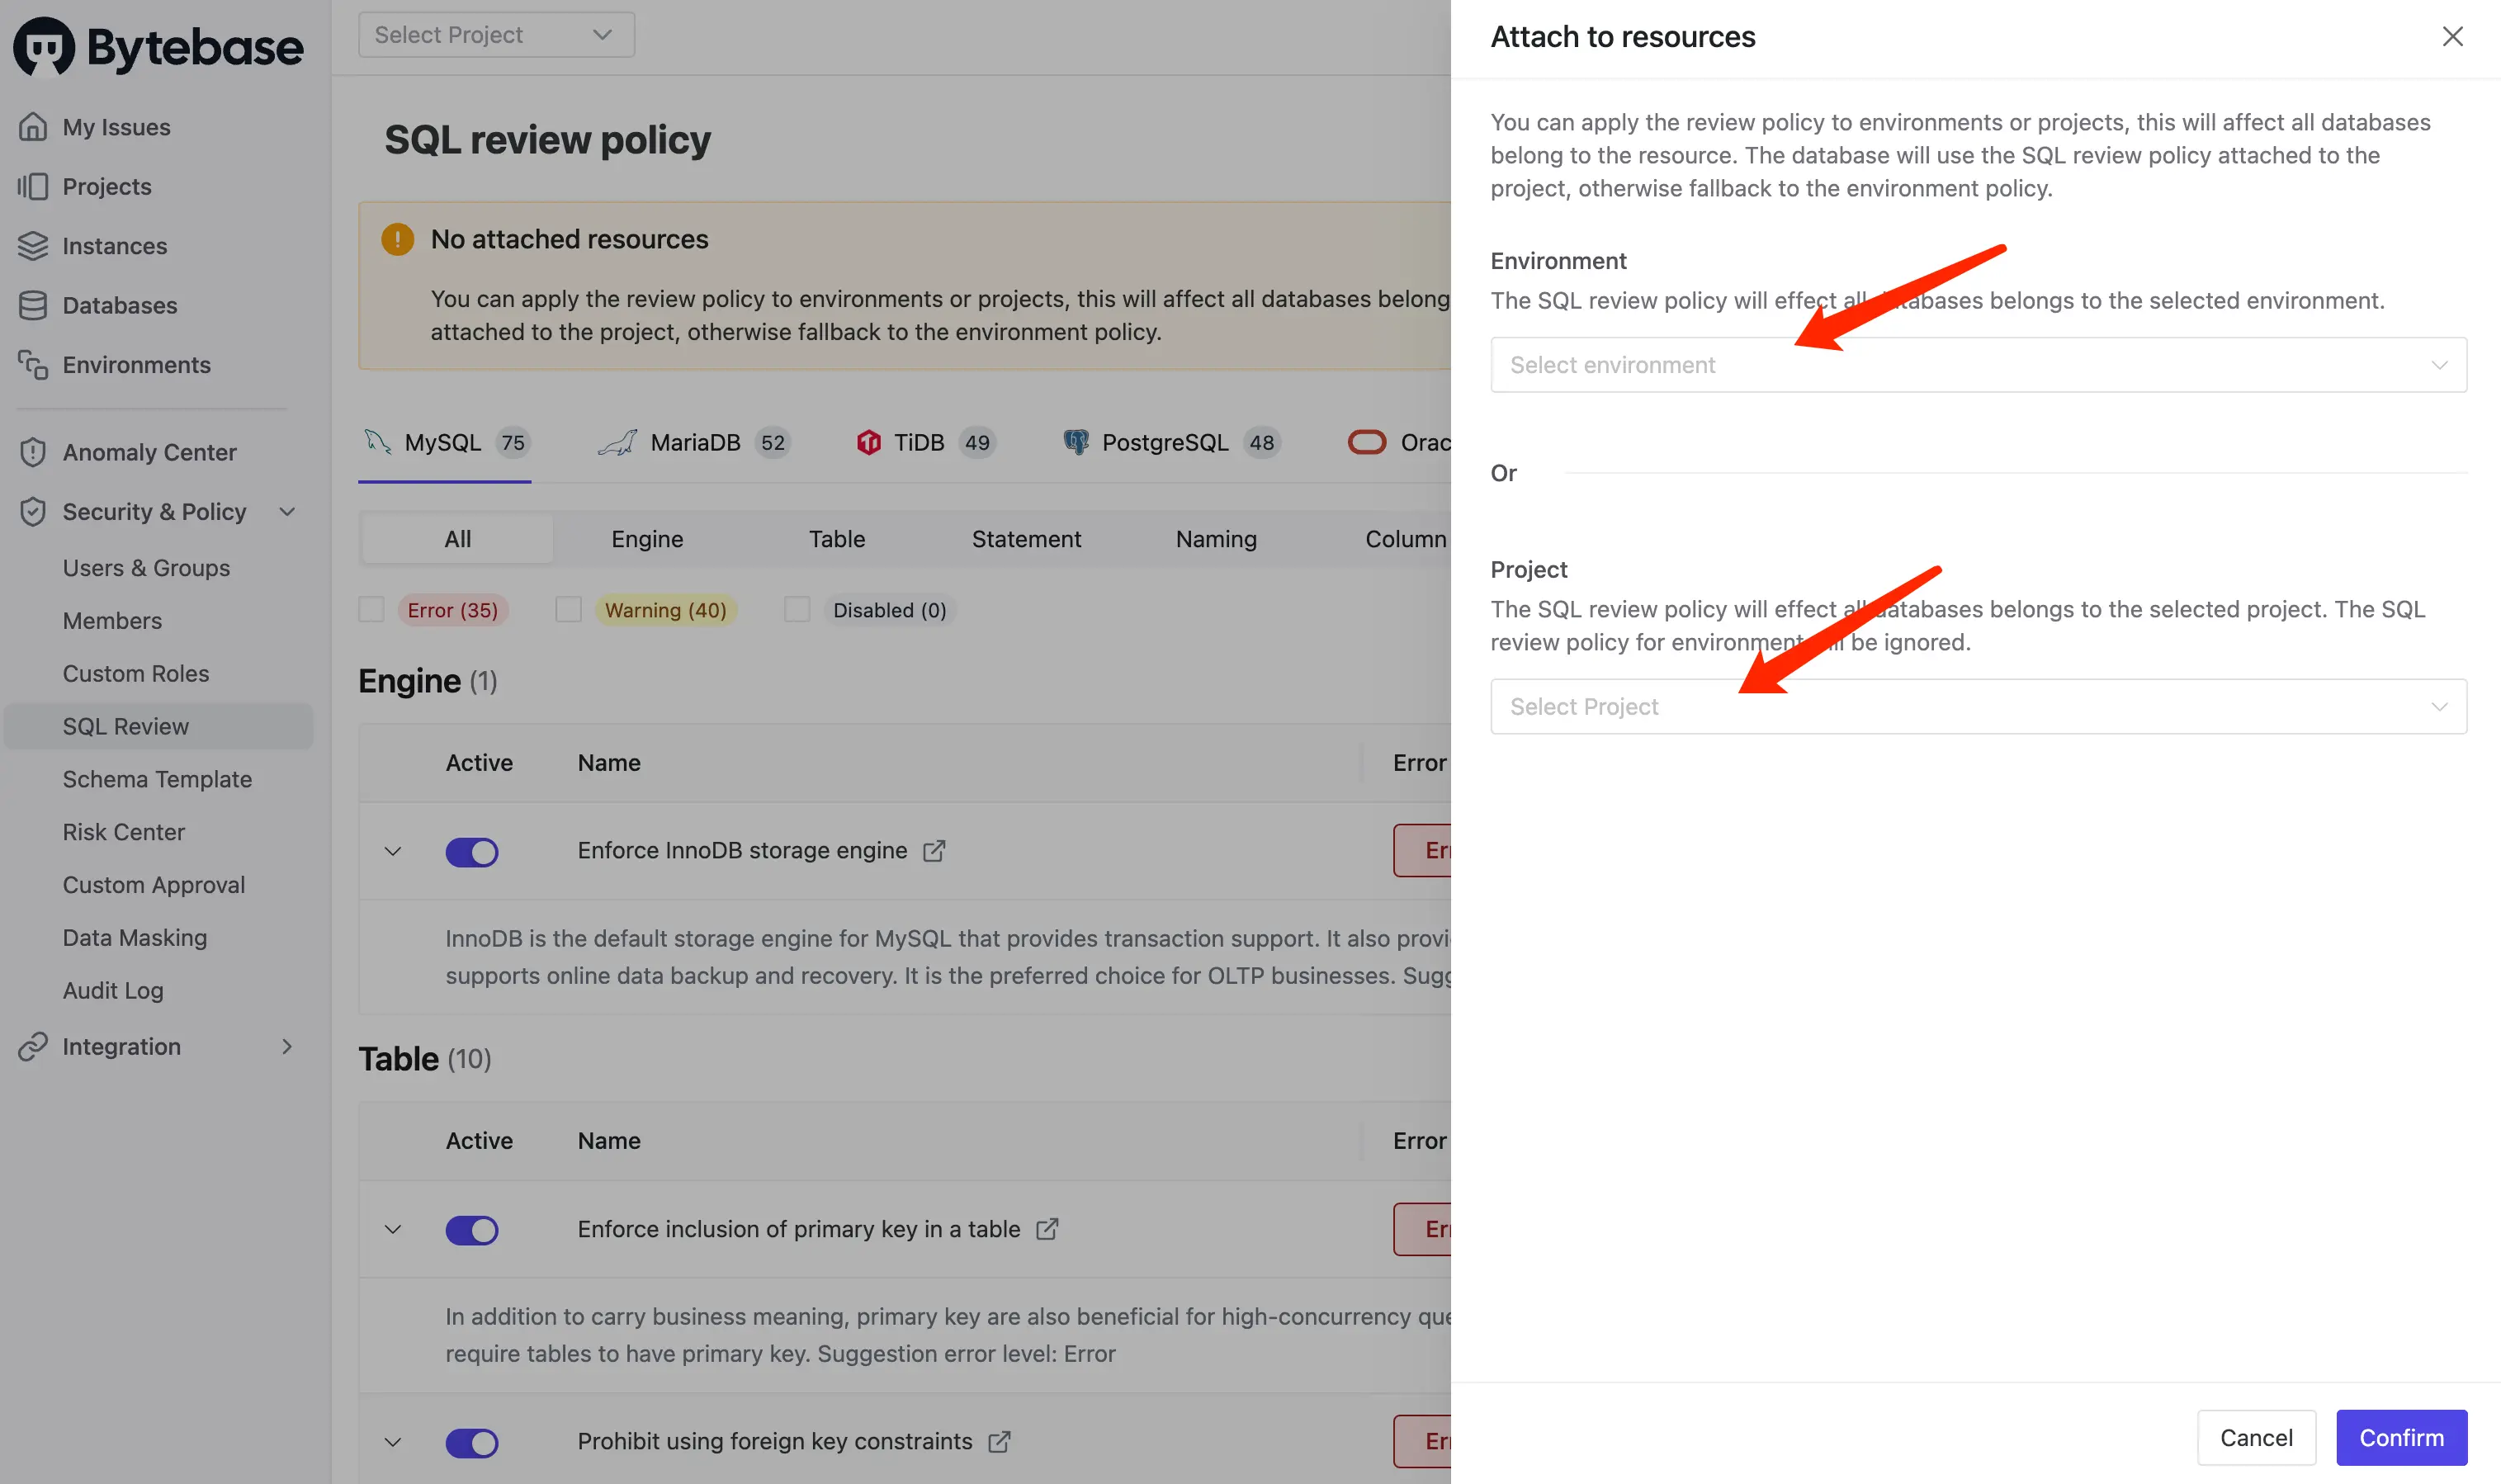 Bytebase
My Issues
Projects
Instances
Databases
Environments
Anomaly Center
Security & Policy
Users & Groups
Members
Custom Roles
SQL Review
Schema Template
Risk Center
Custom Approval
Data Masking
Audit Log
Integration
Select Project
SQL review policy
No attached resources
You can apply the review policy to environments or projects, this will affect all databases belong
attached to the project, otherwise fallback to the environment policy.
MySQL 75 MariaDB 52 TiDB 49 PostgreSQL 48 Orac
All Engine Table Statement Naming Column
Error (35) Warning (40) Disabled (0)
Engine (1)
Active Name Error
Enforce InnoDB storage engine Err
InnoDB is the default storage engine for MySQL that provides transaction support. It also provi
supports online data backup and recovery. It is the preferred choice for OLTP businesses. Sugg
Table (10)
Active Name Error
Enforce inclusion of primary key in a table Err
In addition to carry business meaning, primary key are also beneficial for high-concurrency que
require tables to have primary key. Suggestion error level: Error
Prohibit using foreign key constraints Err
Attach to resources
You can apply the review policy to environments or projects, this will affect all databases
belong to the resource. The database will use the SQL review policy attached to the
project, otherwise fallback to the environment policy.
Environment
The SQL review policy will effect all databases belongs to the selected environment.
Select environment
Or
Project
The SQL review policy will effect all databases belongs to the selected project. The SQL
review policy for environment will be ignored.
Select Project
Cancel Confirm